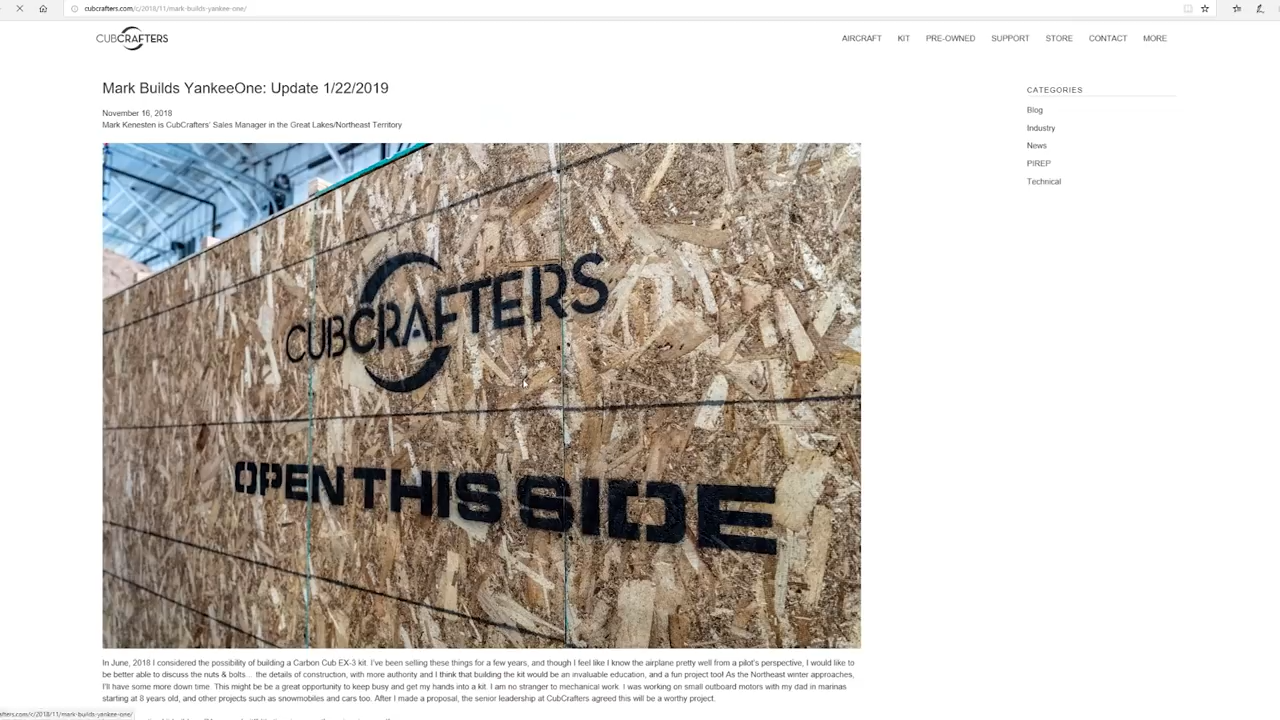 cubcrafters.com/c/2018/11/mark-builds-yankee-one/
CUBCRAFTERS
AIRCRAFT KIT PRE-OWNED SUPPORT STORE CONTACT MORE
Mark Builds YankeeOne: Update 1/22/2019
November 16, 2018
Mark Kenesten is CubCrafters' Sales Manager in the Great Lakes/Northeast Territory
CATEGORIES
Blog
Industry
News
PIREP
Technical
CUBCRAFTERS
OPEN THIS SIDE
In June, 2018 I considered the possibility of building a Carbon Cub EX-3 kit. I've been selling these things for a few years, and though I feel like I know the airplane pretty well from a pilot's perspective, I would like to
be better able to discuss the nuts & bolts… the details of construction, with more authority and I think that building the kit would be an invaluable education, and a fun project too! As the Northeast winter approaches,
I'll have some more down time. This might be be a great opportunity to keep busy and get my hands into a kit. I am no stranger to mechanical work. I was working on small outboard motors with my dad in marinas
starting at 8 years old, and other projects such as snowmobiles and cars too. After I made a proposal, the senior leadership at CubCrafters agreed this will be a worthy project.
afters.com/c/2018/11/mark-builds-yankee-one/